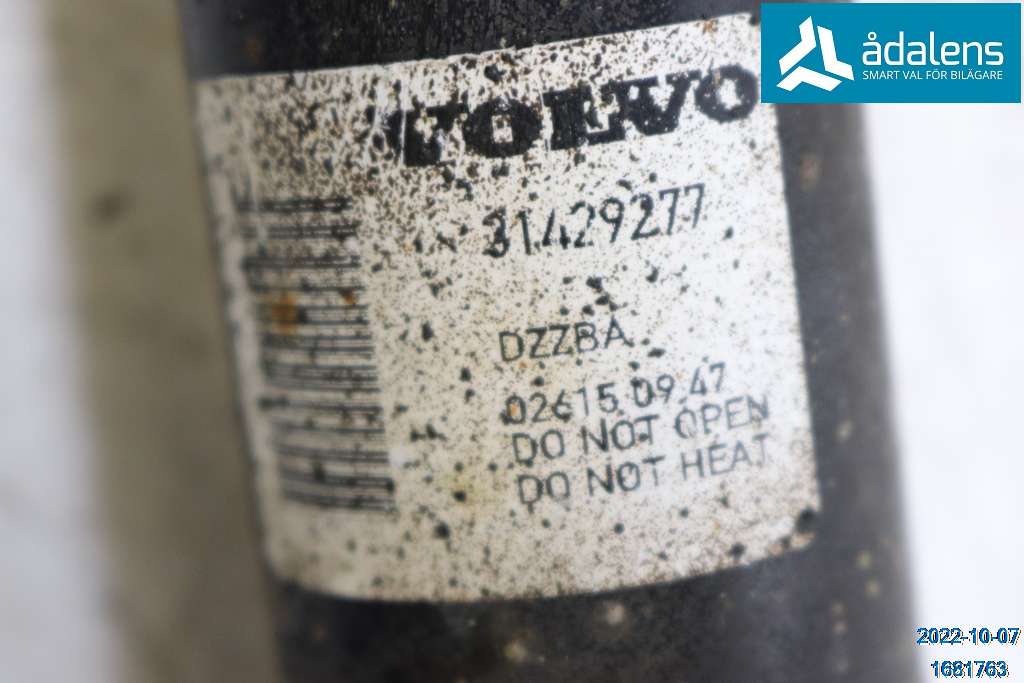 ådalens
SMART VAL FÖR BILÄGARE
VOLVO
31429277
DZZBA
02615 09.47
DO NOT OPEN
DO NOT HEAT
2022-10-07
1681763